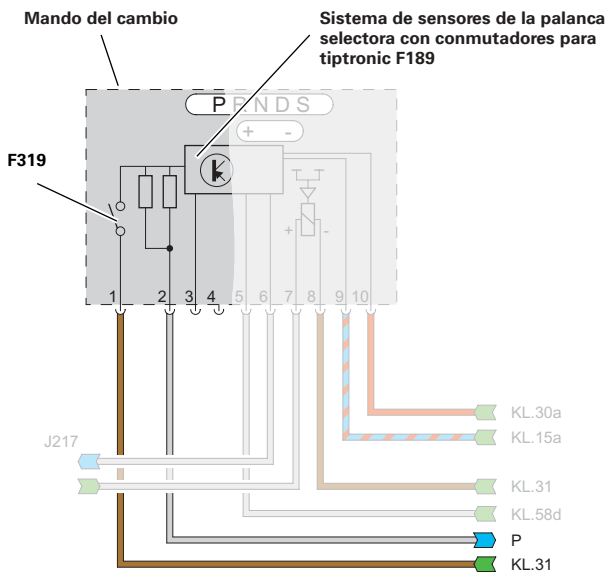 Mando del cambio
Sistema de sensores de la palanca
selectora con conmutadores para
tiptronic F189
P R N D S
+ -
F319
+ -
1 2 3 4 5 6 7 8 9 10
J217
KL.30a
KL.15a
KL.31
KL.58d
P
KL.31